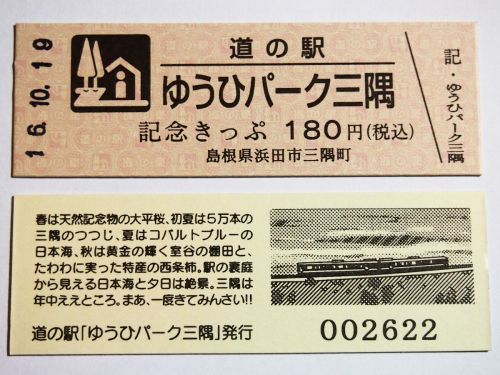 16.10.19
道の駅
ゆうひパーク三隅
記念きっぷ 180円(税込)
島根県浜田市三隅町
記・ゆうひパーク三隅
春は天然記念物の大平桜、初夏は5万本の
三隅のつつじ、夏はコバルトブルーの
日本海、秋は黄金の輝く室谷の棚田と、
たわわに実った特産の西条柿。駅の裏庭
から見える日本海と夕日は絶景。三隅は
年中ええところ。まあ、一度きてみんさい!!
道の駅「ゆうひパーク三隅」発行
002622